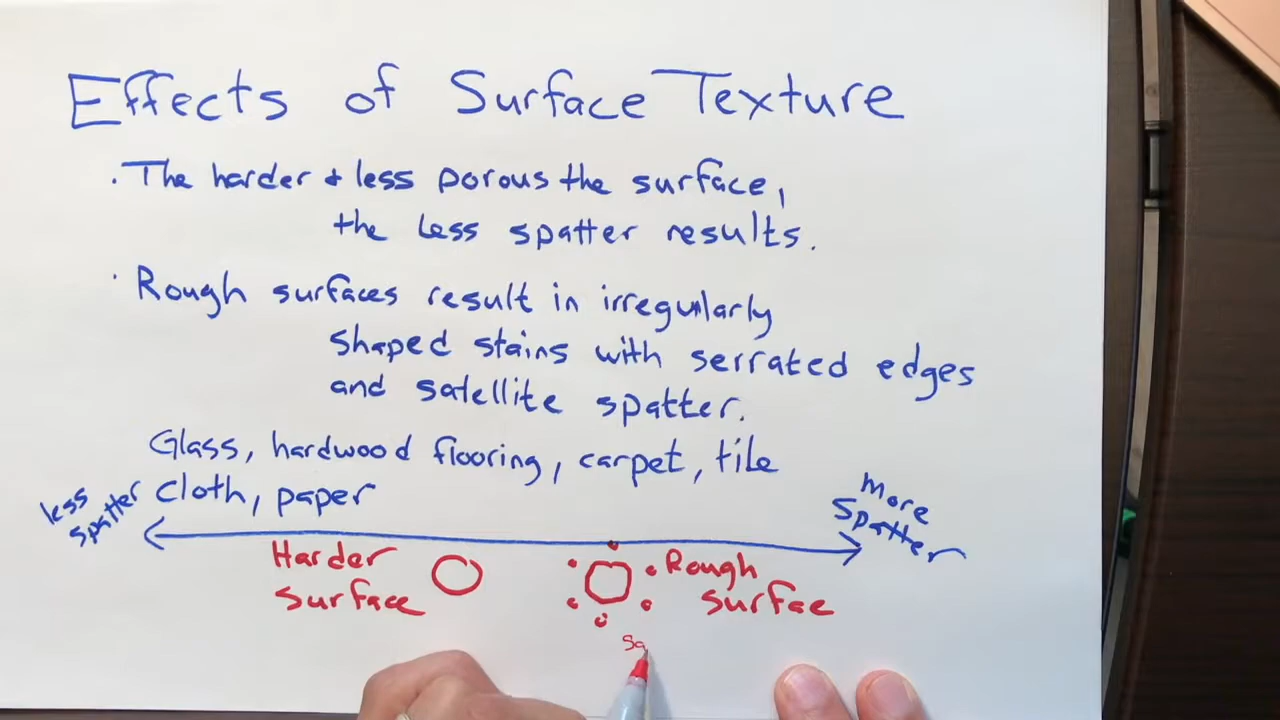 Effects of Surface Texture
· The harder + less porous the surface,
the less spatter results.
· Rough surfaces result in irregularly
shaped stains with serrated edges
and satellite spatter.
Glass, hardwood flooring, carpet, tile
cloth, paper
less
spatter
More
Spatter
Harder
surface
Rough
surfae
Sa